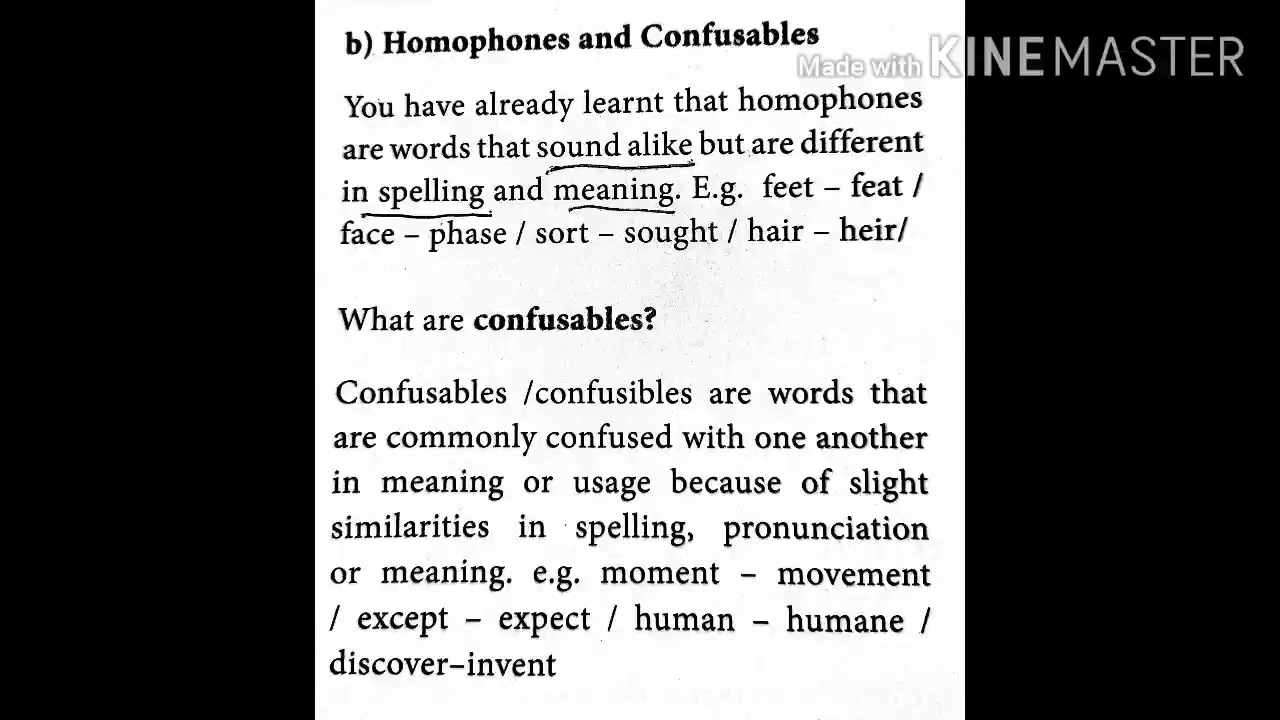 b) Homophones and Confusables
Made with KINEMASTER
You have already learnt that homophones
are words that sound alike but are different
in spelling and meaning. E.g. feet – feat /
face – phase / sort – sought / hair – heir/
What are confusables?
Confusables /confusibles are words that
are commonly confused with one another
in meaning or usage because of slight
similarities in spelling, pronunciation
or meaning. e.g. moment – movement
/ except – expect / human – humane /
discover–invent